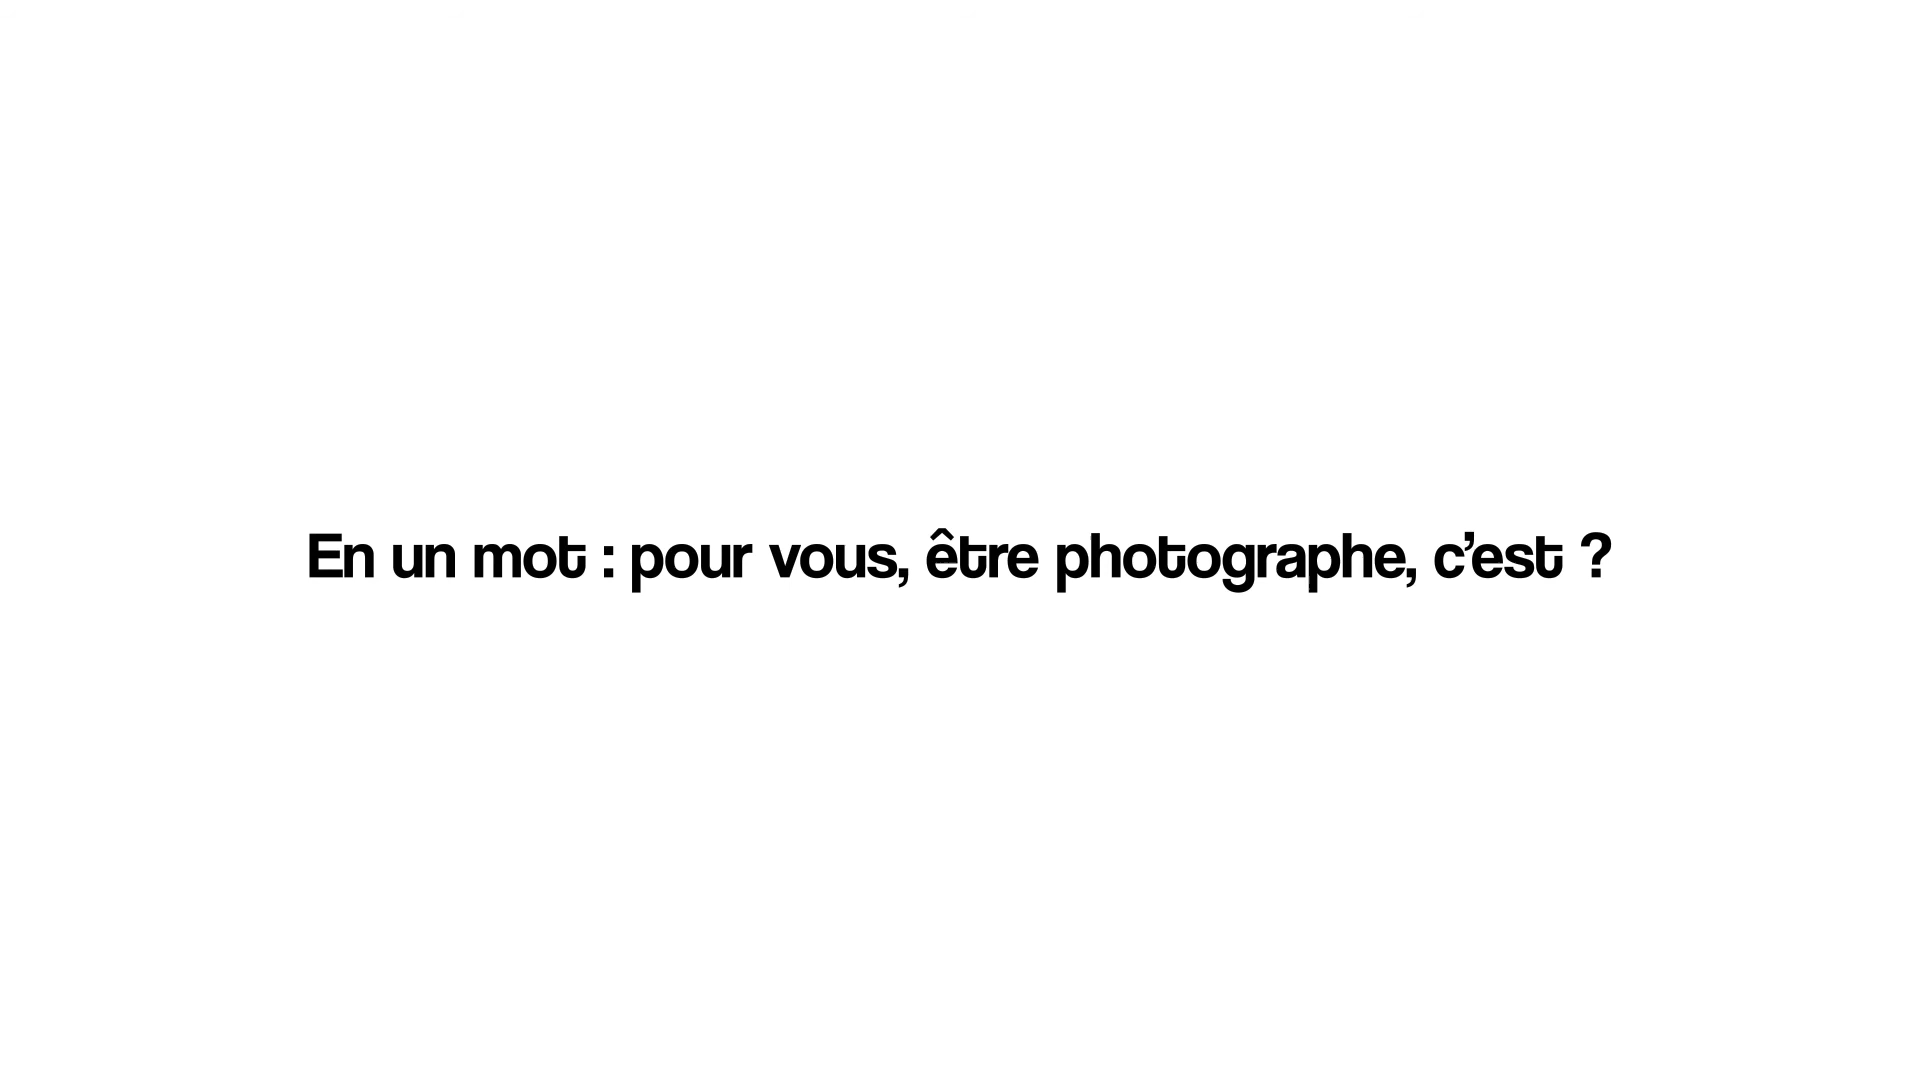 En un mot : pour vous, être photographe, c’est ?